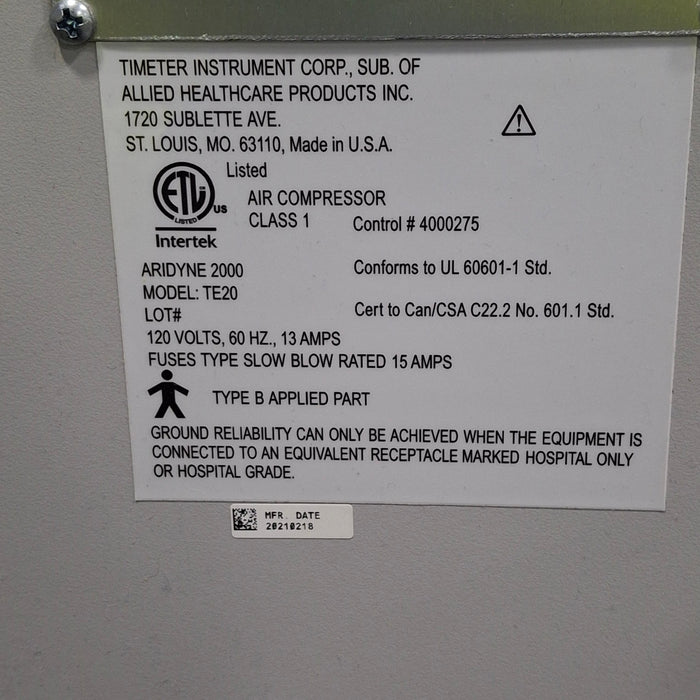 TIMETER INSTRUMENT CORP., SUB. OF
ALLIED HEALTHCARE PRODUCTS INC.
1720 SUBLETTE AVE.
ST. LOUIS, MO. 63110, Made in U.S.A.
Listed
ETL
US
LISTED
Intertek
AIR COMPRESSOR
CLASS 1
Control # 4000275
ARIDYNE 2000
Conforms to UL 60601-1 Std.
MODEL: TE20
LOT#
Cert to Can/CSA C22.2 No. 601.1 Std.
120 VOLTS, 60 HZ., 13 AMPS
FUSES TYPE SLOW BLOW RATED 15 AMPS
TYPE B APPLIED PART
GROUND RELIABILITY CAN ONLY BE ACHIEVED WHEN THE EQUIPMENT IS
CONNECTED TO AN EQUIVALENT RECEPTACLE MARKED HOSPITAL ONLY
OR HOSPITAL GRADE.
MFR. DATE
20210218